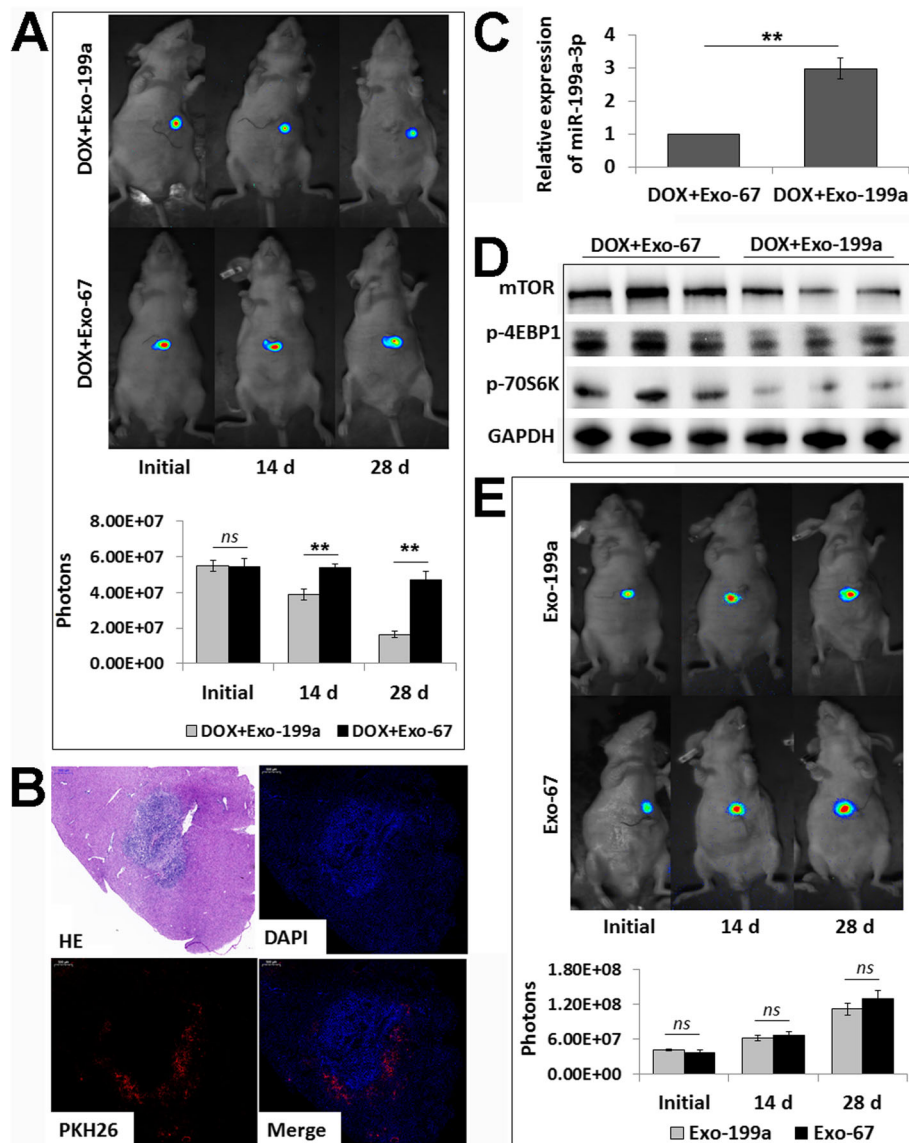 A
DOX+Exo-199a
DOX+Exo-67
Initial 14 d 28 d
8.00E+07
6.00E+07
4.00E+07
2.00E+07
0.00E+00
Photons
ns ** **
Initial 14 d 28 d
DOX+Exo-199a DOX+Exo-67
B
HE
DAPI
PKH26
Merge
C
Relative expression
of miR-199a-3p
4
3
2
1
0
**
DOX+Exo-67 DOX+Exo-199a
D
DOX+Exo-67 DOX+Exo-199a
mTOR
p-4EBP1
p-70S6K
GAPDH
E
Exo-199a
Exo-67
Initial 14 d 28 d
1.80E+08
1.20E+08
6.00E+07
0.00E+00
Photons
ns ns ns
Initial 14 d 28 d
Exo-199a Exo-67